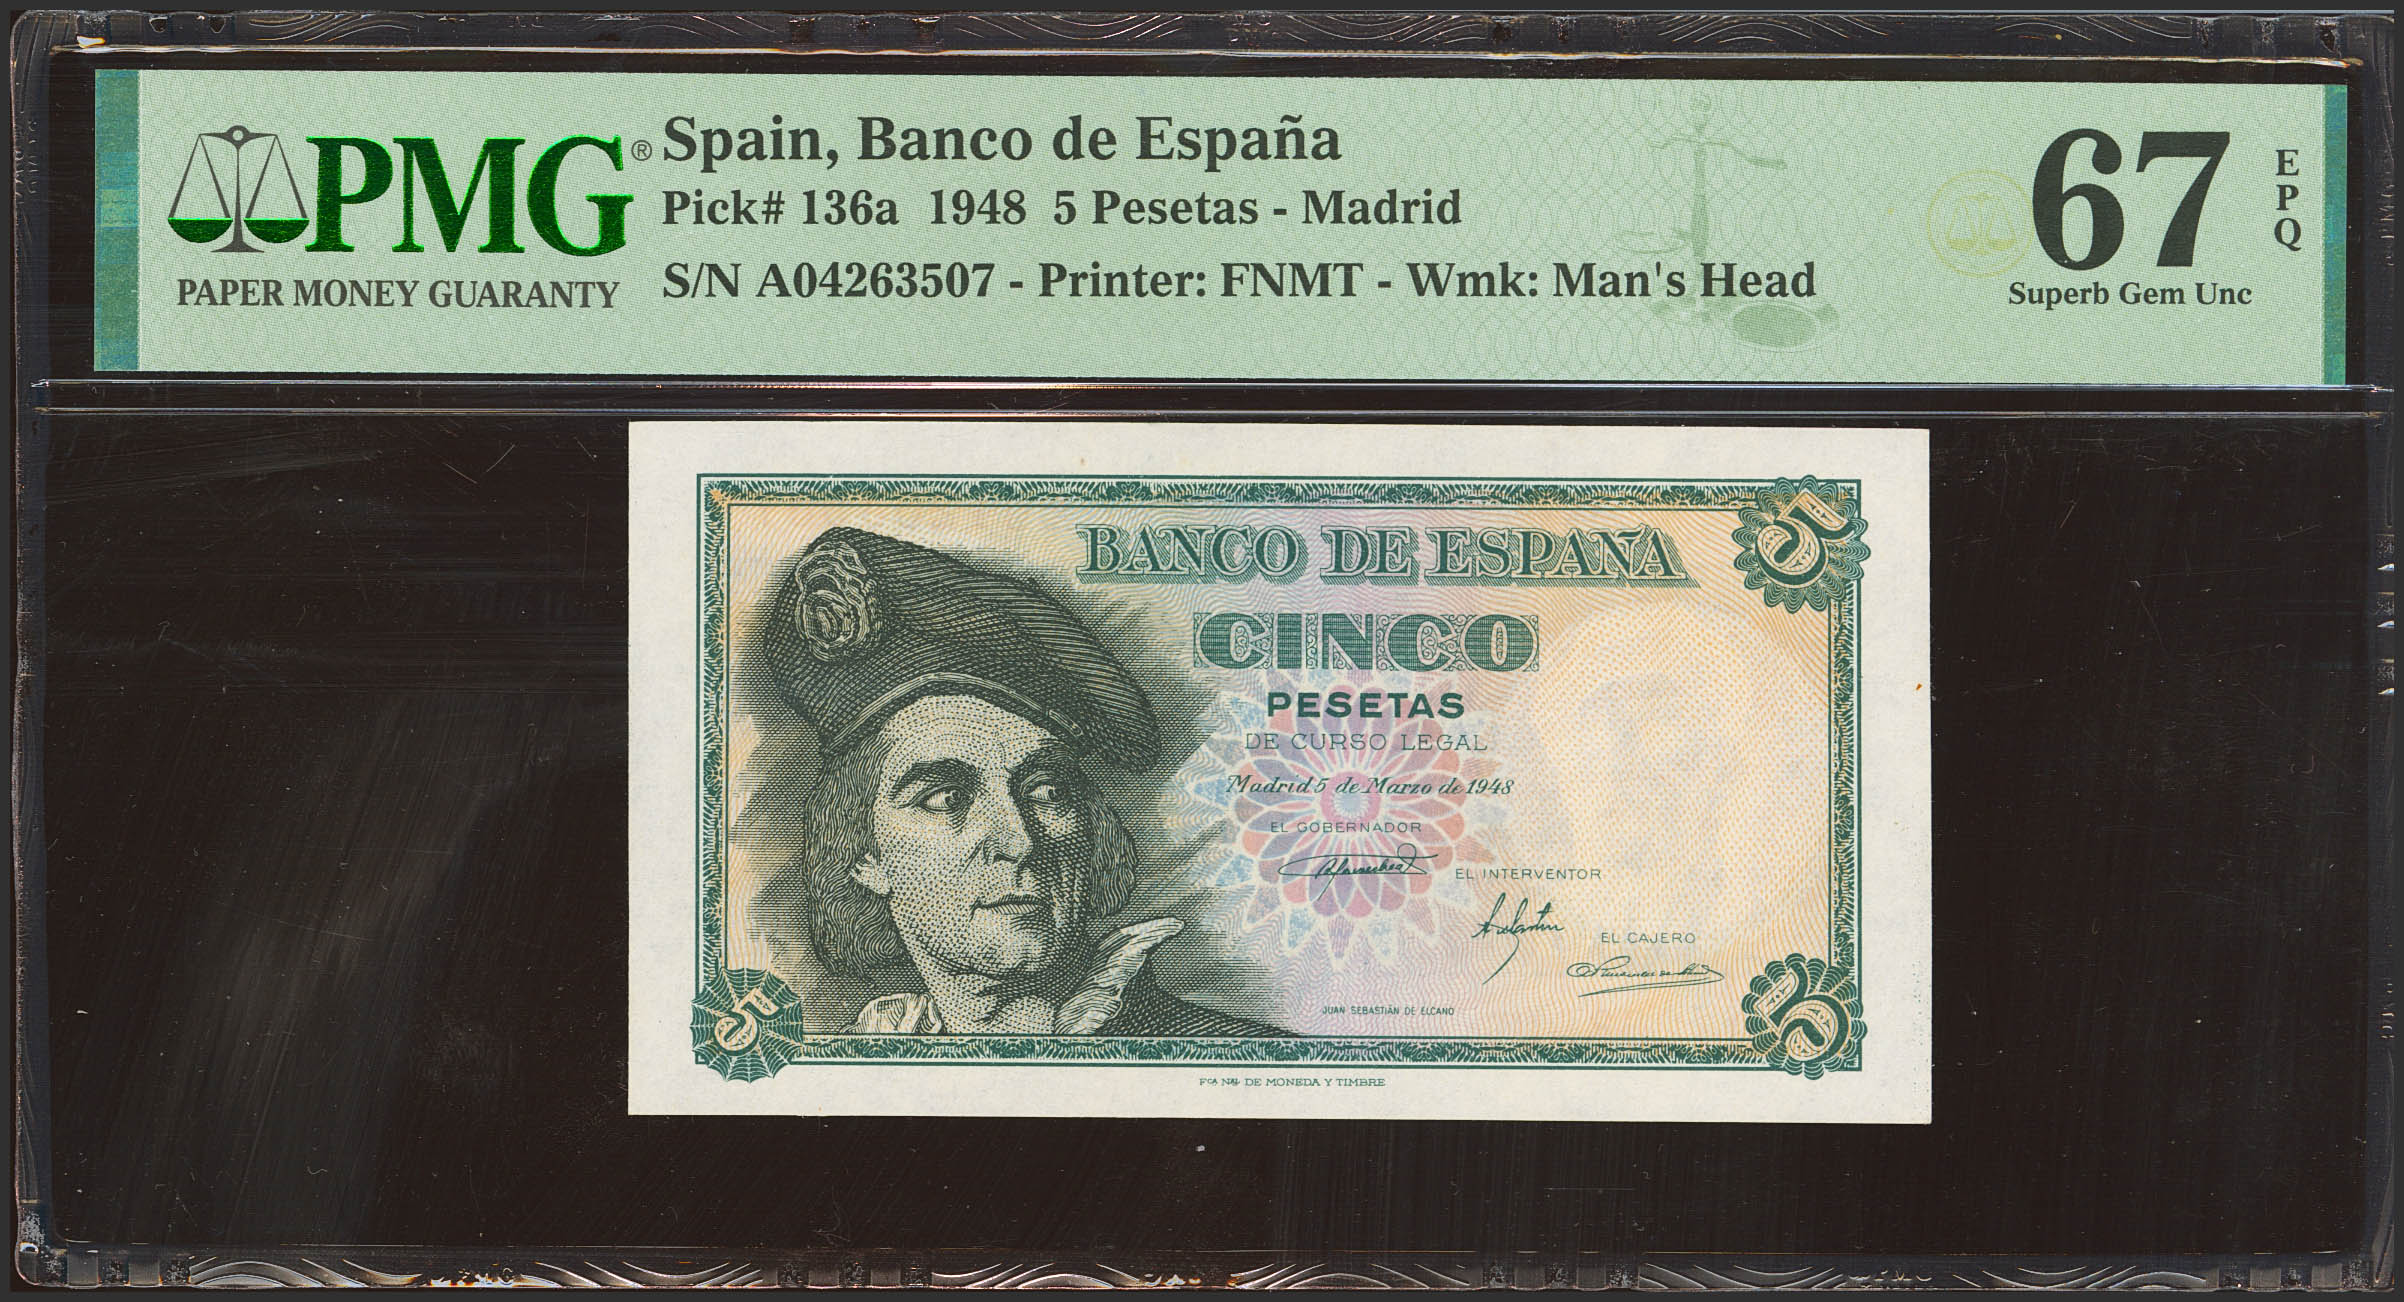 PMG®
PAPER MONEY GUARANTY
Spain, Banco de España
Pick# 136a 1948 5 Pesetas - Madrid
S/N A04263507 - Printer: FNMT - Wmk: Man's Head
67
EPQ
Superb Gem Unc
BANCO DE ESPAÑA
5
CINCO
PESETAS
DE CURSO LEGAL
Madrid 5 de Marzo de 1948
EL GOBERNADOR
EL INTERVENTOR
EL CAJERO
JUAN SEBASTIÁN DE ELCANO
5
5
Fca Nal DE MONEDA Y TIMBRE